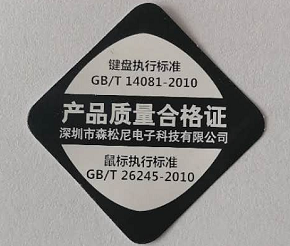 键盘执行标准
GB/T 14081-2010
产品质量合格证
深圳市森松尼电子科技有限公司
鼠标执行标准
GB/T 26245-2010